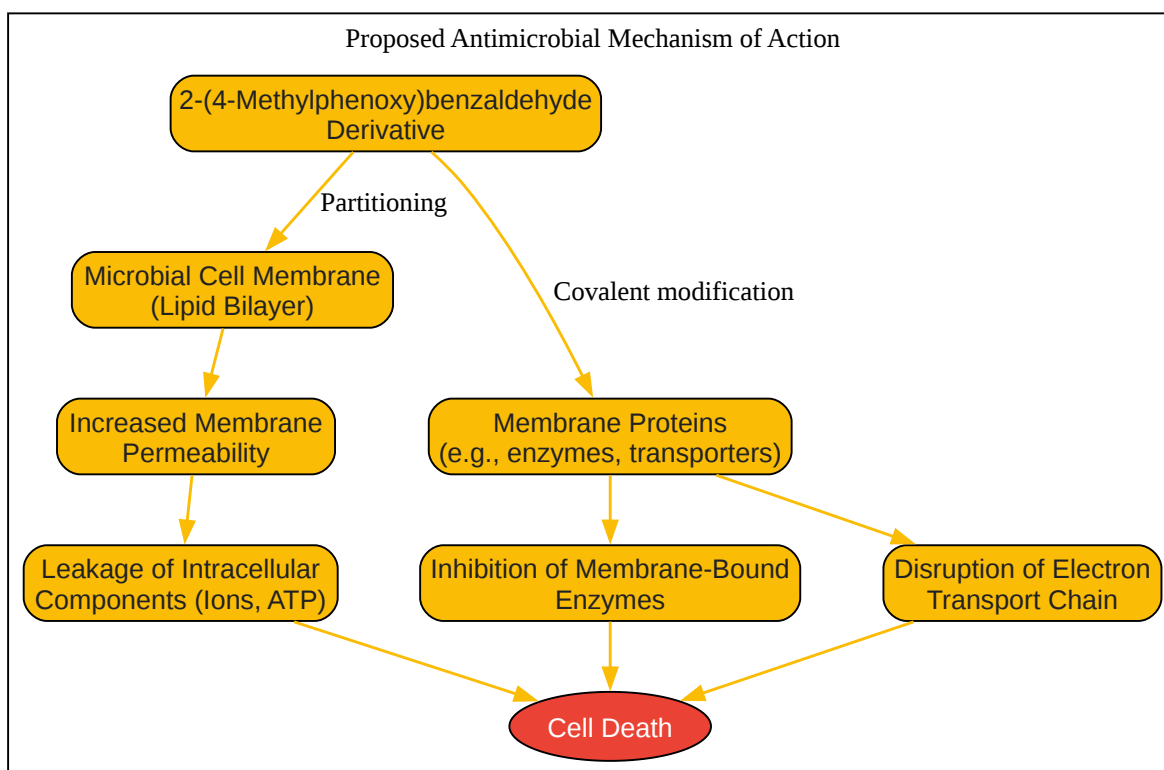 Proposed Antimicrobial Mechanism of Action
2-(4-Methylphenoxy)benzaldehyde
Derivative
Partitioning
Microbial Cell Membrane
(Lipid Bilayer)
Covalent modification
Increased Membrane
Permeability
Membrane Proteins
(e.g., enzymes, transporters)
Leakage of Intracellular
Components (Ions, ATP)
Inhibition of Membrane-Bound
Enzymes
Disruption of Electron
Transport Chain
Cell Death